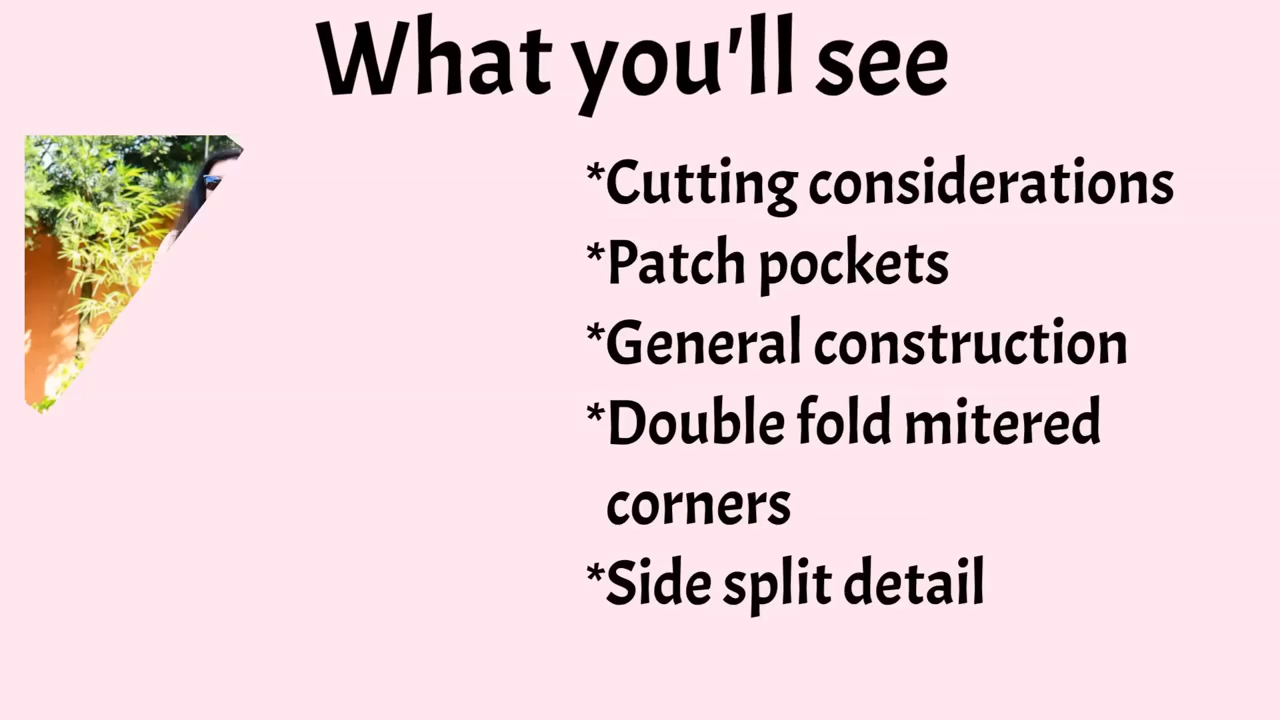 What you'll see
*Cutting considerations
*Patch pockets
*General construction
*Double fold mitered
corners
*Side split detail